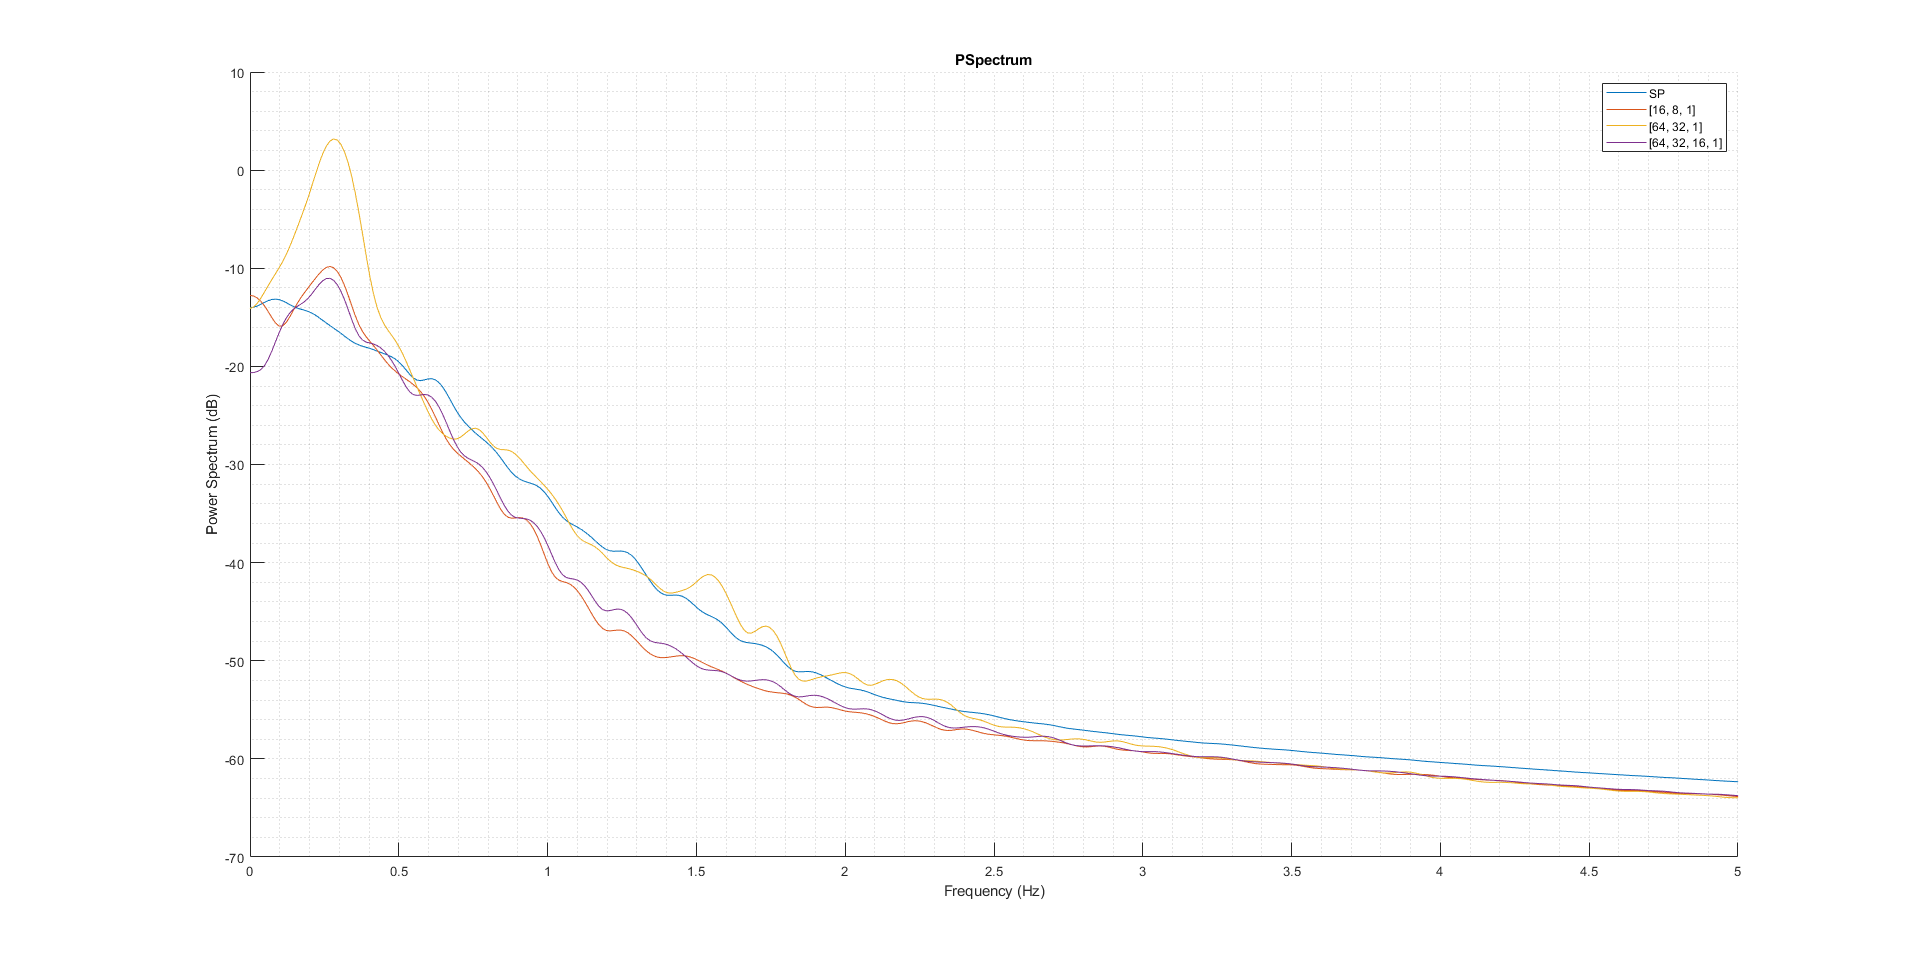 PSpectrum
10
0
-10
-20
-30
-40
-50
-60
-70
Power Spectrum (dB)
SP
[16, 8, 1]
[64, 32, 1]
[64, 32, 16, 1]
0 0.5 1 1.5 2 2.5 3 3.5 4 4.5 5
Frequency (Hz)